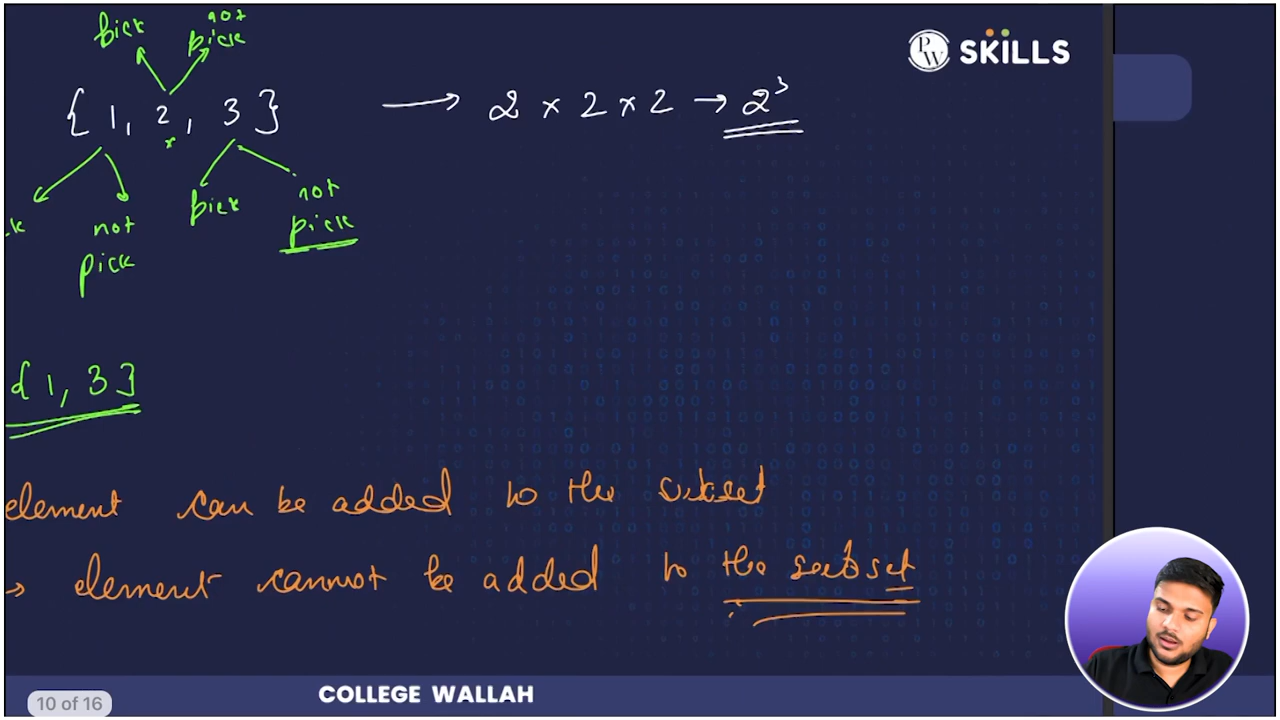 pick not pick
PW SKILLS
{ 1, 2, 3 } → 2 × 2 × 2 → 2³
×
pick not pick
not pick
{ 1, 3 }
element can be added to the subset
→ element cannot be added to the subset
10 of 16
COLLEGE WALLAH